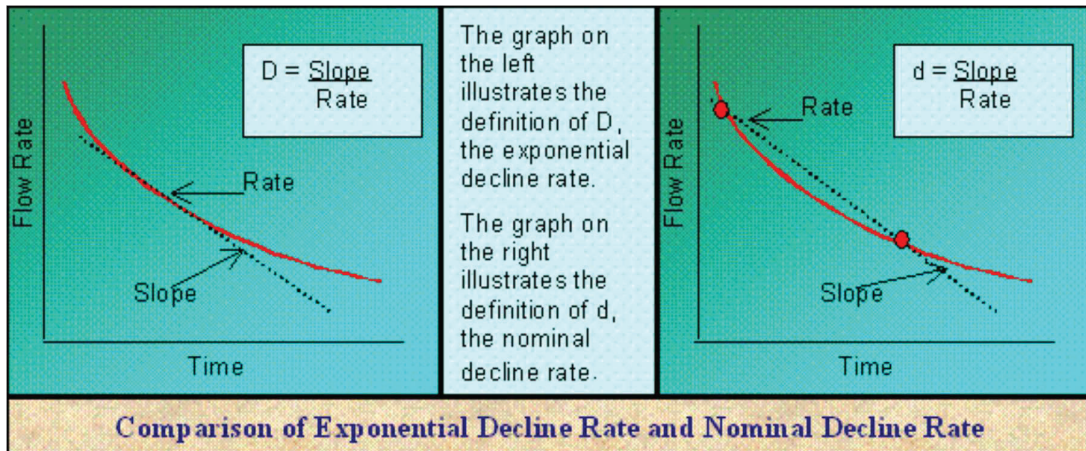 D = Slope
Rate
Flow Rate
Rate
Slope
Time
The graph on
the left
illustrates the
definition of D,
the exponential
decline rate.
The graph on
the right
illustrates the
definition of d,
the nominal
decline rate.
d = Slope
Rate
Flow Rate
Rate
Slope
Time
Comparison of Exponential Decline Rate and Nominal Decline Rate